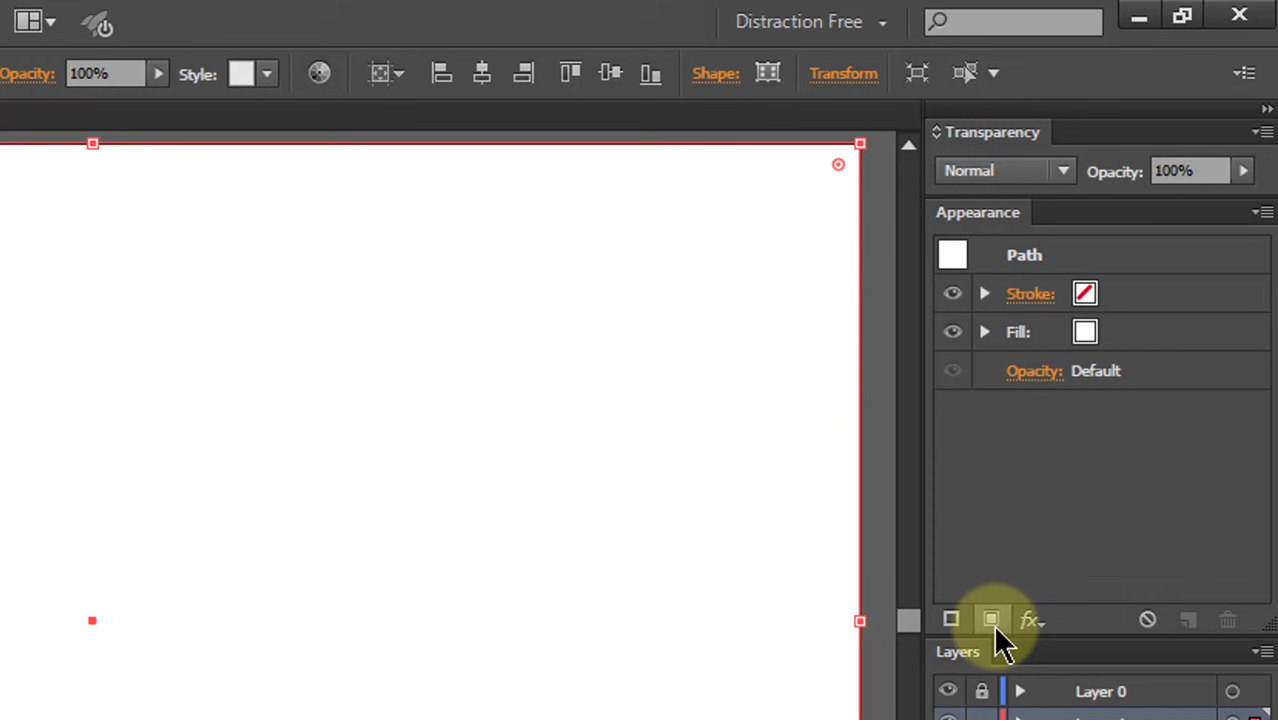 Distraction Free
Opacity: 100% Style: Shape: Transform
Transparency
Normal Opacity: 100%
Appearance
Path
Stroke:
Fill:
Opacity: Default
fx
Layers
Layer 0